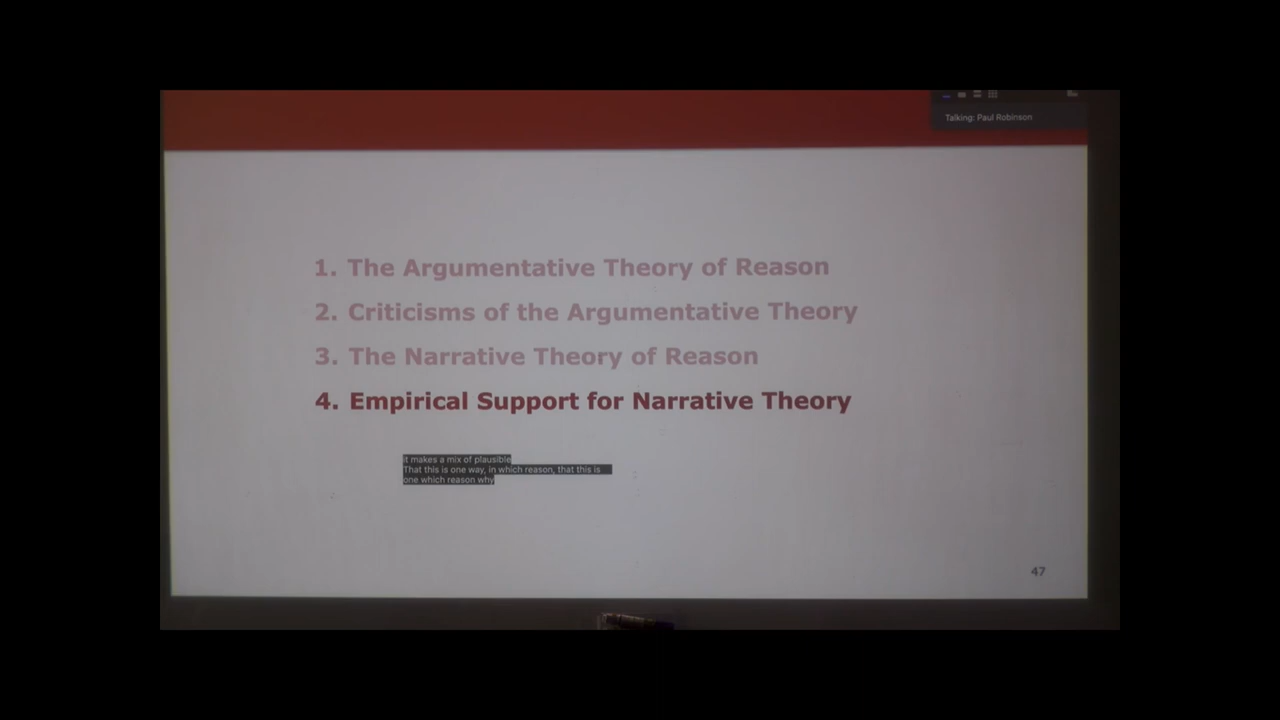 Talking: Paul Robinson
1. The Argumentative Theory of Reason
2. Criticisms of the Argumentative Theory
3. The Narrative Theory of Reason
4. Empirical Support for Narrative Theory
it makes a mix of plausible
That this is one way, in which reason, that this is
one which reason why
47